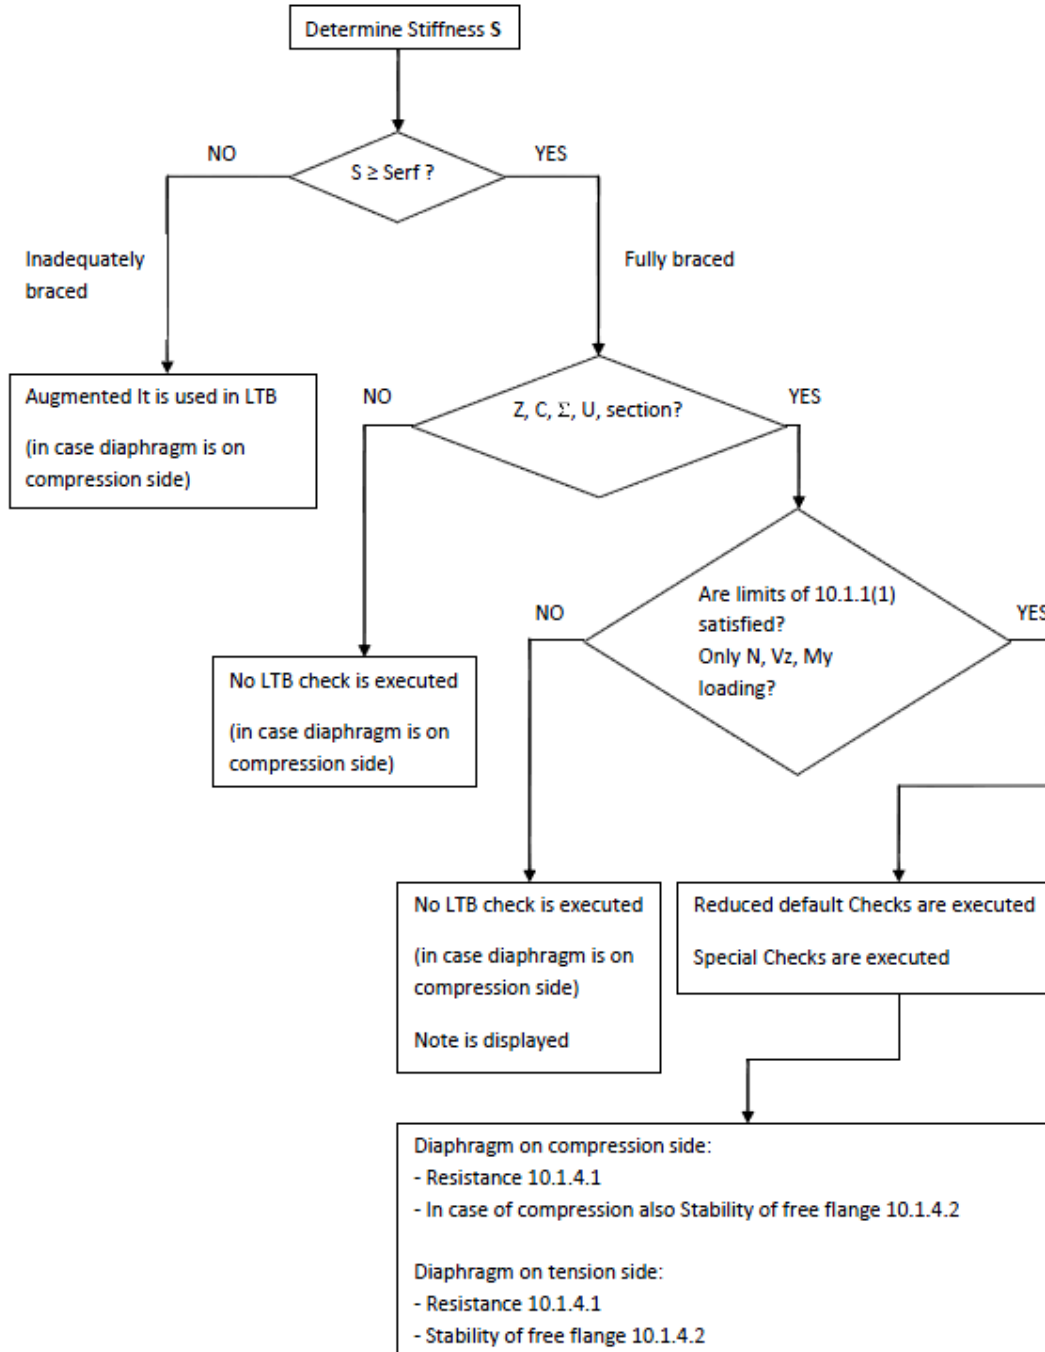 Determine Stiffness S
NO
YES
S ≥ Serf ?
Inadequately
braced
Fully braced
Augmented It is used in LTB
(in case diaphragm is on
compression side)
NO
YES
Z, C, Σ, U, section?
Are limits of 10.1.1(1)
satisfied?
Only N, Vz, My
loading?
NO
YES
No LTB check is executed
(in case diaphragm is on
compression side)
No LTB check is executed
(in case diaphragm is on
compression side)
Note is displayed
Reduced default Checks are executed
Special Checks are executed
Diaphragm on compression side:
- Resistance 10.1.4.1
- In case of compression also Stability of free flange 10.1.4.2
Diaphragm on tension side:
- Resistance 10.1.4.1
- Stability of free flange 10.1.4.2